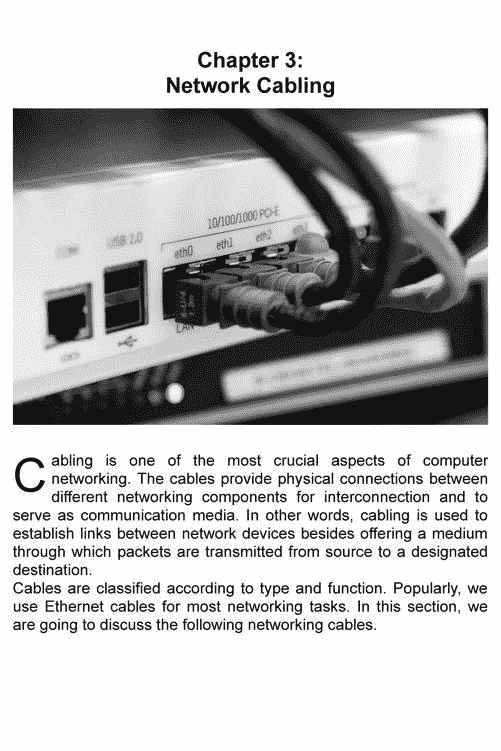 Chapter 3:
Network Cabling
10/100/1000 PCI-E
COM
USB 2.0
eth0
eth1
eth2
LAN
Cabling is one of the most crucial aspects of computer
networking. The cables provide physical connections between
different networking components for interconnection and to
serve as communication media. In other words, cabling is used to
establish links between network devices besides offering a medium
through which packets are transmitted from source to a designated
destination.
Cables are classified according to type and function. Popularly, we
use Ethernet cables for most networking tasks. In this section, we
are going to discuss the following networking cables.